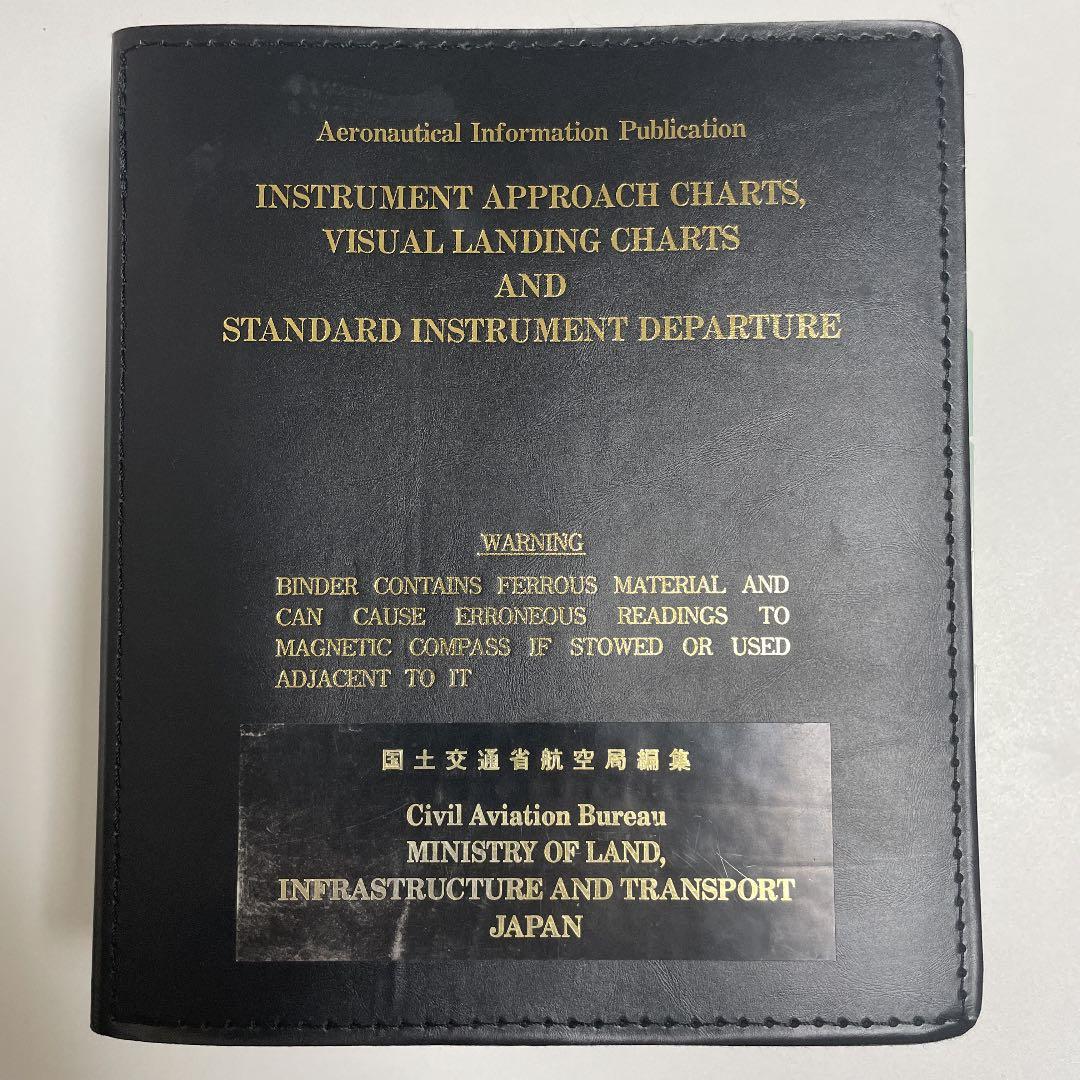 Aeronautical Information Publication
INSTRUMENT APPROACH CHARTS,
VISUAL LANDING CHARTS
AND
STANDARD INSTRUMENT DEPARTURE
WARNING
BINDER CONTAINS FERROUS MATERIAL AND
CAN CAUSE ERRONEOUS READINGS TO
MAGNETIC COMPASS IF STOWED OR USED
ADJACENT TO IT
国土交通省航空局編集
Civil Aviation Bureau
MINISTRY OF LAND,
INFRASTRUCTURE AND TRANSPORT
JAPAN